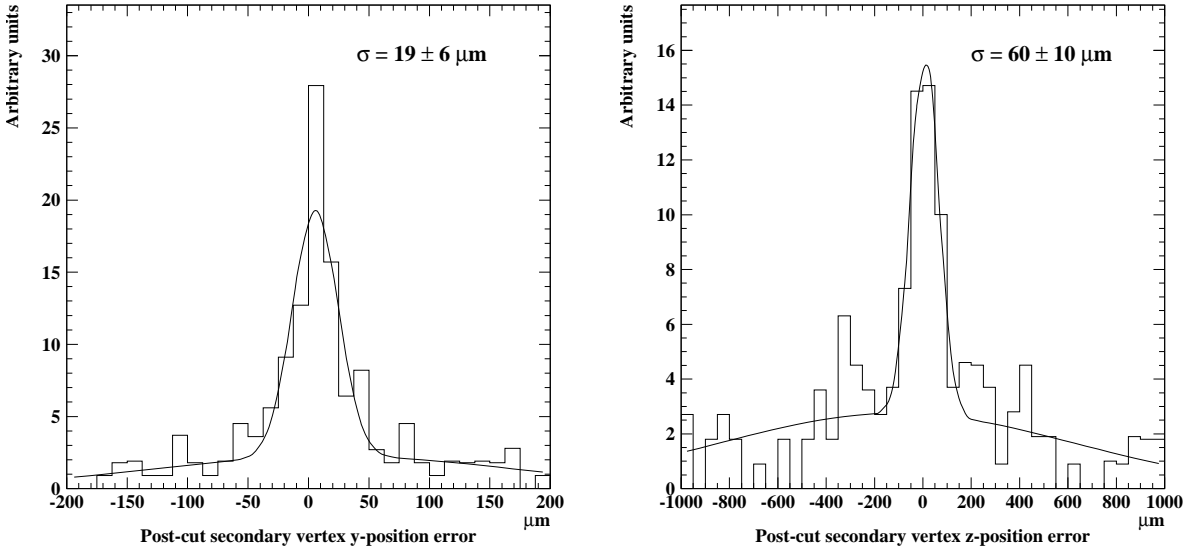 Arbitrary units
σ = 19 ± 6 μm
30
25
20
15
10
5
0
-200 -150 -100 -50 0 50 100 150 200
μm
Post-cut secondary vertex y-position error
Arbitrary units
σ = 60 ± 10 μm
16
14
12
10
8
6
4
2
0
-1000 -800 -600 -400 -200 0 200 400 600 800 1000
μm
Post-cut secondary vertex z-position error